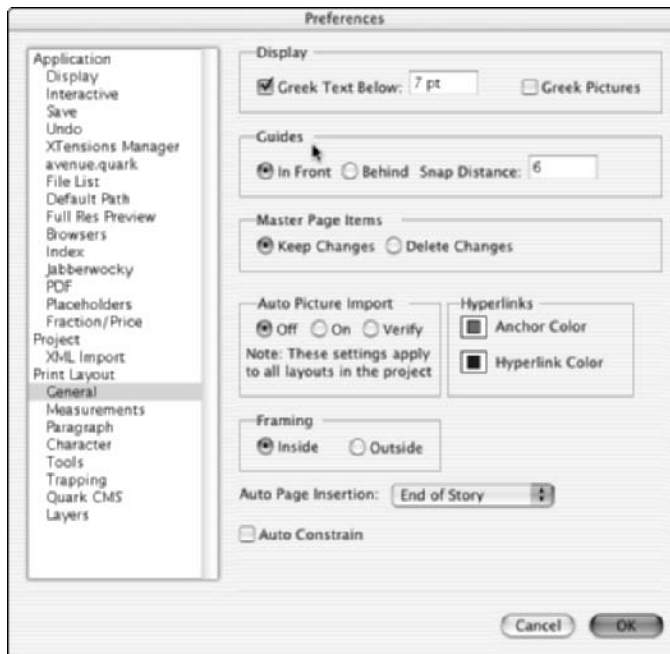 Preferences
Application
Display
Interactive
Save
Undo
XTensions Manager
avenue.quark
File List
Default Path
Full Res Preview
Browsers
Index
Jabberwocky
PDF
Placeholders
Fraction/Price
Project
XML Import
Print Layout
General
Measurements
Paragraph
Character
Tools
Trapping
Quark CMS
Layers
Display
Greek Text Below: 7 pt Greek Pictures
Guides
In Front Behind Snap Distance: 6
Master Page Items
Keep Changes Delete Changes
Auto Picture Import
Off On Verify
Note: These settings apply
to all layouts in the project
Hyperlinks
Anchor Color
Hyperlink Color
Framing
Inside Outside
Auto Page Insertion: End of Story
Auto Constrain
Cancel OK